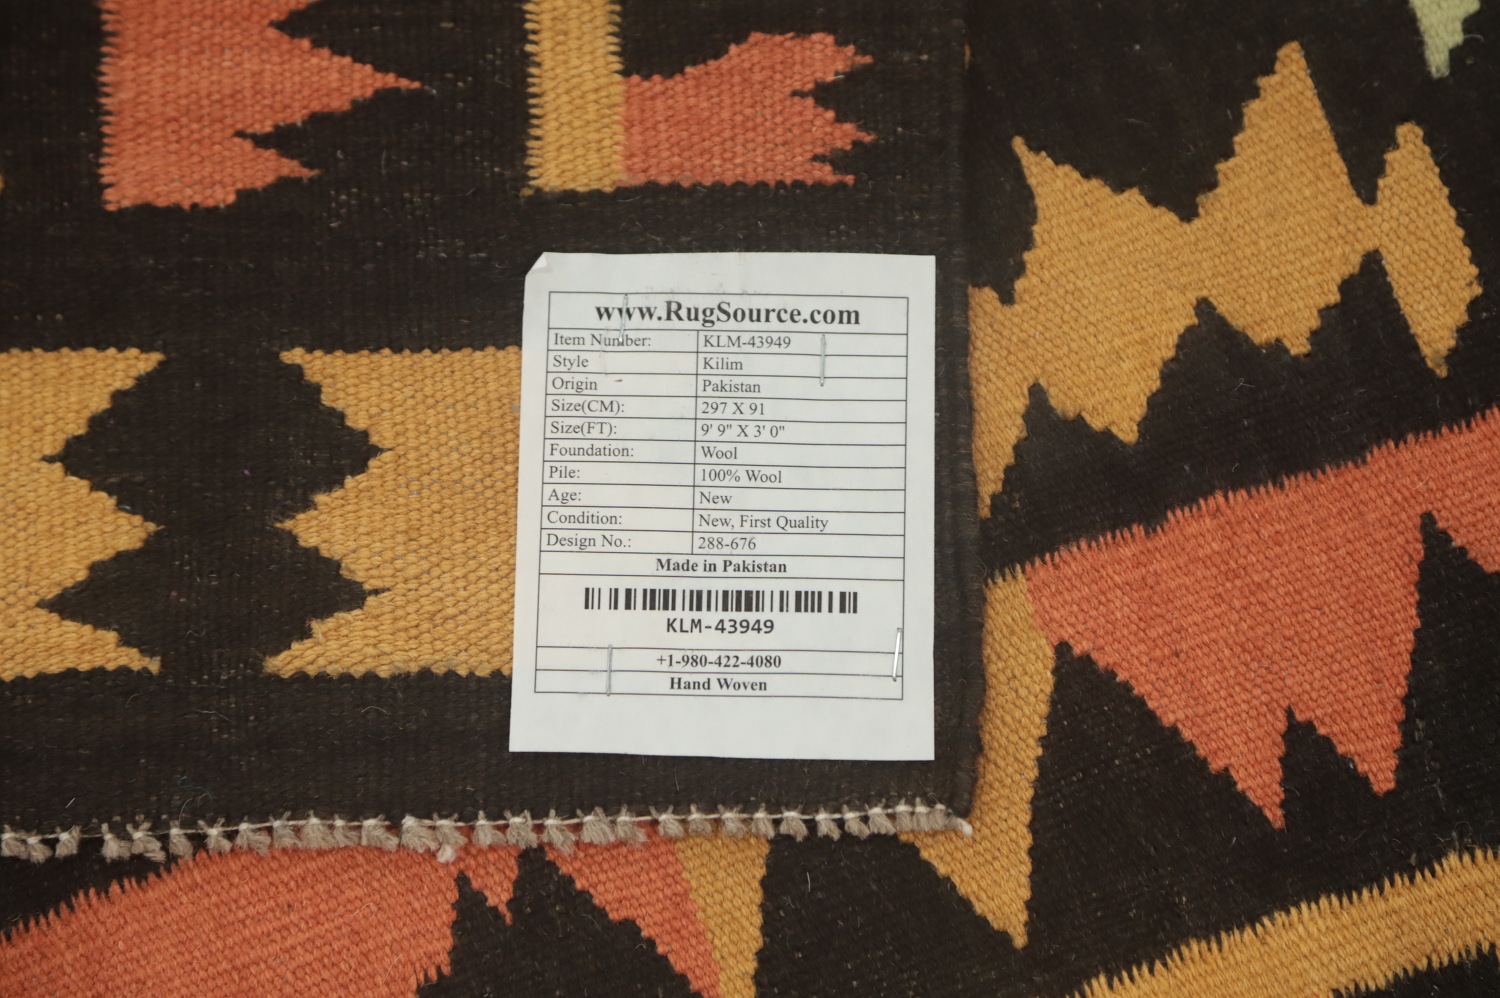 www.RugSource.com
Item Number: KLM-43949
Style Kilim
Origin Pakistan
Size(CM): 297 X 91
Size(FT): 9' 9" X 3' 0"
Foundation: Wool
Pile: 100% Wool
Age: New
Condition: New, First Quality
Design No.: 288-676
Made in Pakistan
KLM-43949
+1-980-422-4080
Hand Woven